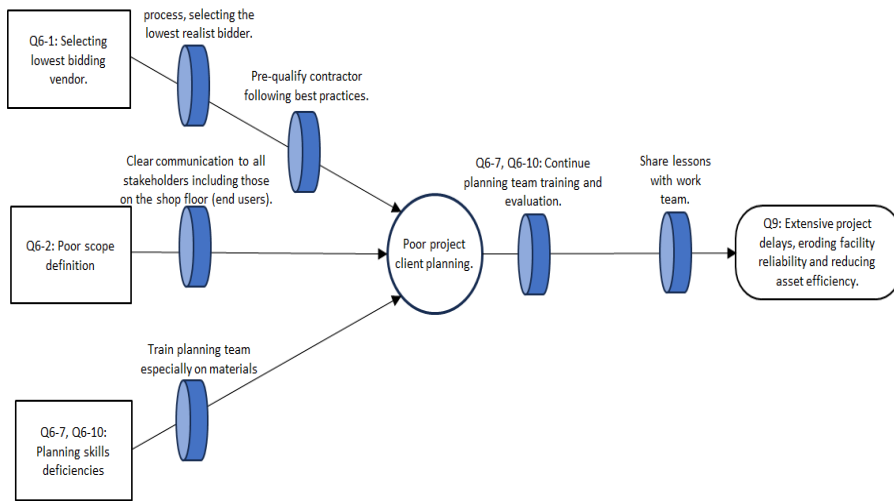 process, selecting the
lowest realist bidder.
Q6-1: Selecting
lowest bidding
vendor.
Pre-qualify contractor
following best practices.
Clear communication to all
stakeholders including those
on the shop floor (end users).
Q6-7, Q6-10: Continue
planning team training and
evaluation.
Share lessons
with work
team.
Q6-2: Poor scope
definition
Poor project
client planning.
Q9: Extensive project
delays, eroding facility
reliability and reducing
asset efficiency.
Train planning team
especially on materials
Q6-7, Q6-10:
Planning skills
deficiencies